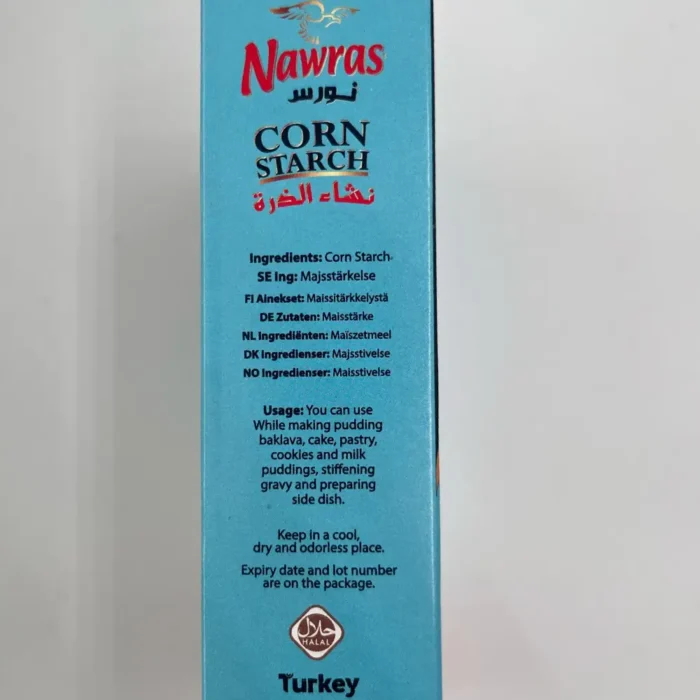 Nawras
نورس
CORN
STARCH
نشاء الذرة
Ingredients: Corn Starch.
SE Ing: Majsstärkelse
FI Ainekset: Maissitärkkelystä
DE Zutaten: Maisstärke
NL Ingrediënten: Maïszetmeel
DK Ingredienser: Majsstivelse
NO Ingredienser: Maisstivelse
Usage: You can use
While making pudding
baklava, cake, pastry,
cookies and milk
puddings, stiffening
gravy and preparing
side dish.
Keep in a cool,
dry and odorless place.
Expiry date and lot number
are on the package.
حلال
HALAL
Turkey